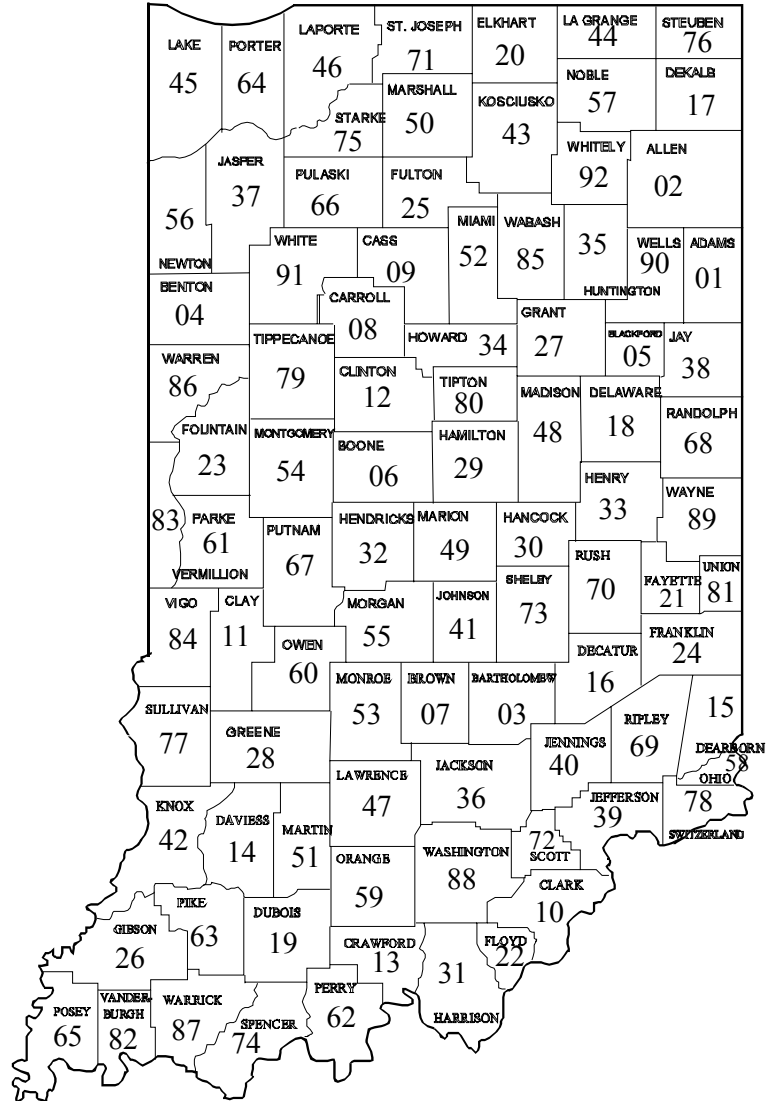 LAKE
45
PORTER
64
LAPORTE
46
ST. JOSEPH
71
ELKHART
20
LA GRANGE
44
STEUBEN
76
NOBLE
57
DEKALB
17
MARSHALL
50
STARKE
75
KOSCIUSKO
43
WHITELY
92
ALLEN
02
JASPER
37
PULASKI
66
FULTON
25
56
NEWTON
MIAMI
52
WABASH
85
35
HUNTINGTON
WELLS
90
ADAMS
01
WHITE
91
CASS
09
BENTON
04
CARROLL
08
GRANT
27
HOWARD 34
BLACKFORD
05
JAY
38
TIPPECANOE
79
WARREN
86
CLINTON
12
TIPTON
80
MADISON
48
DELAWARE
18
RANDOLPH
68
FOUNTAIN
23
MONTGOMERY
54
BOONE
06
HAMILTON
29
HENRY
33
WAYNE
89
83
VERMILLION
PARKE
61
PUTNAM
67
HENDRICKS
32
MARION
49
HANCOCK
30
RUSH
70
FAYETTE
21
UNION
81
SHELBY
73
VIGO
84
CLAY
11
MORGAN
55
JOHNSON
41
OWEN
60
DECATUR
16
FRANKLIN
24
MONROE
53
BROWN
07
BARTHOLOMEW
03
SULLIVAN
77
GREENE
28
JENNINGS
40
RIPLEY
69
15
DEARBORN
58
OHIO
JACKSON
36
LAWRENCE
47
KNOX
42
DAVIESS
14
MARTIN
51
JEFFERSON
39
78
SWITZERLAND
72
SCOTT
ORANGE
59
WASHINGTON
88
CLARK
10
PIKE
63
DUBOIS
19
GIBSON
26
CRAWFORD
13
31
HARRISON
FLOYD
22
POSEY
65
VANDER-
BURGH
82
WARRICK
87
SPENCER
74
PERRY
62